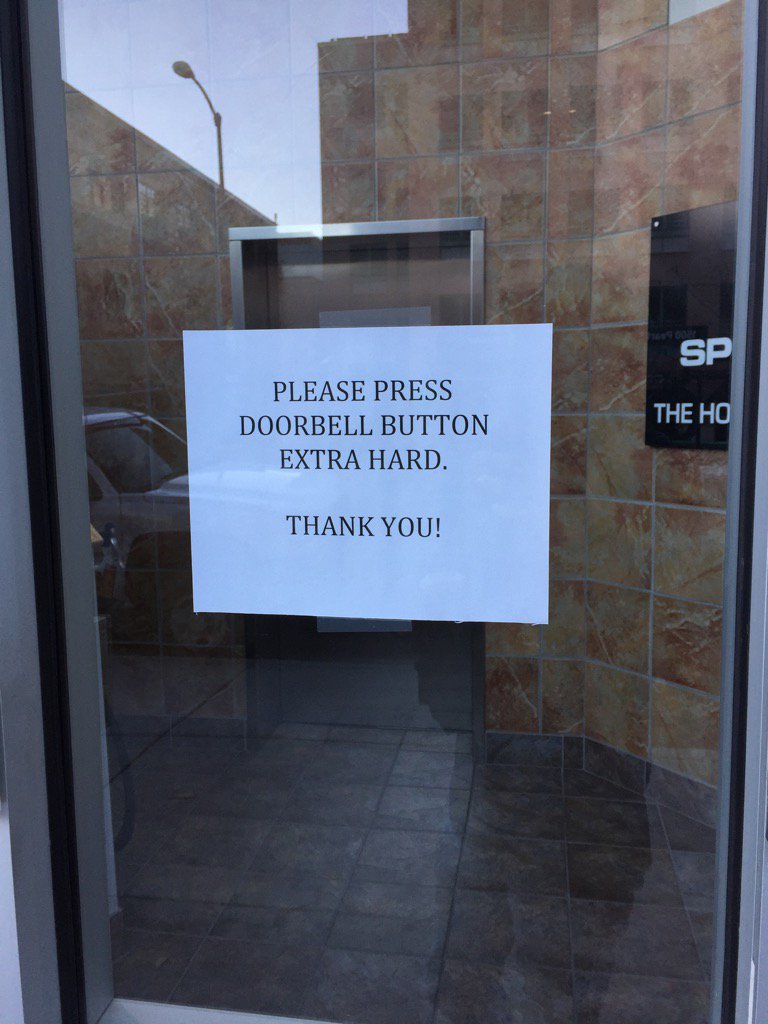 PLEASE PRESS
DOORBELL BUTTON
EXTRA HARD.
THANK YOU!
SP
THE HO